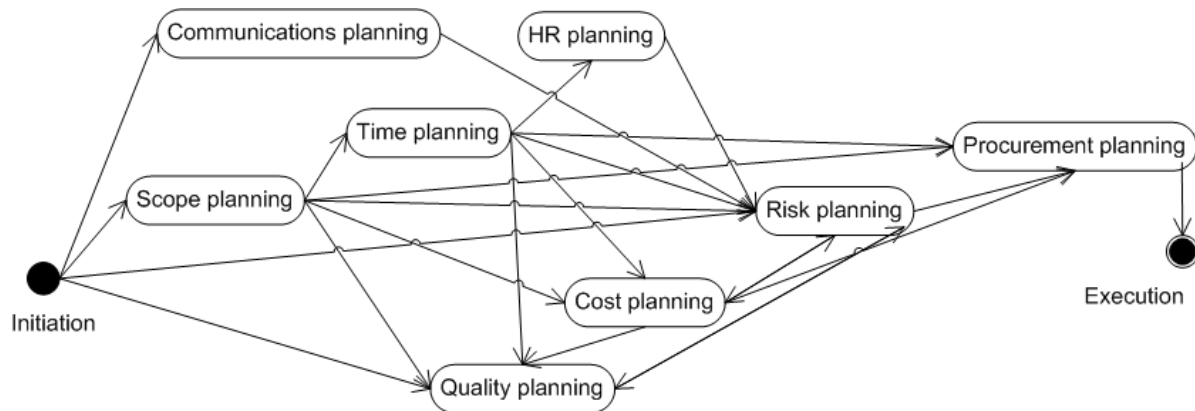 Communications planning
HR planning
Time planning
Procurement planning
Scope planning
Risk planning
Initiation
Cost planning
Execution
Quality planning